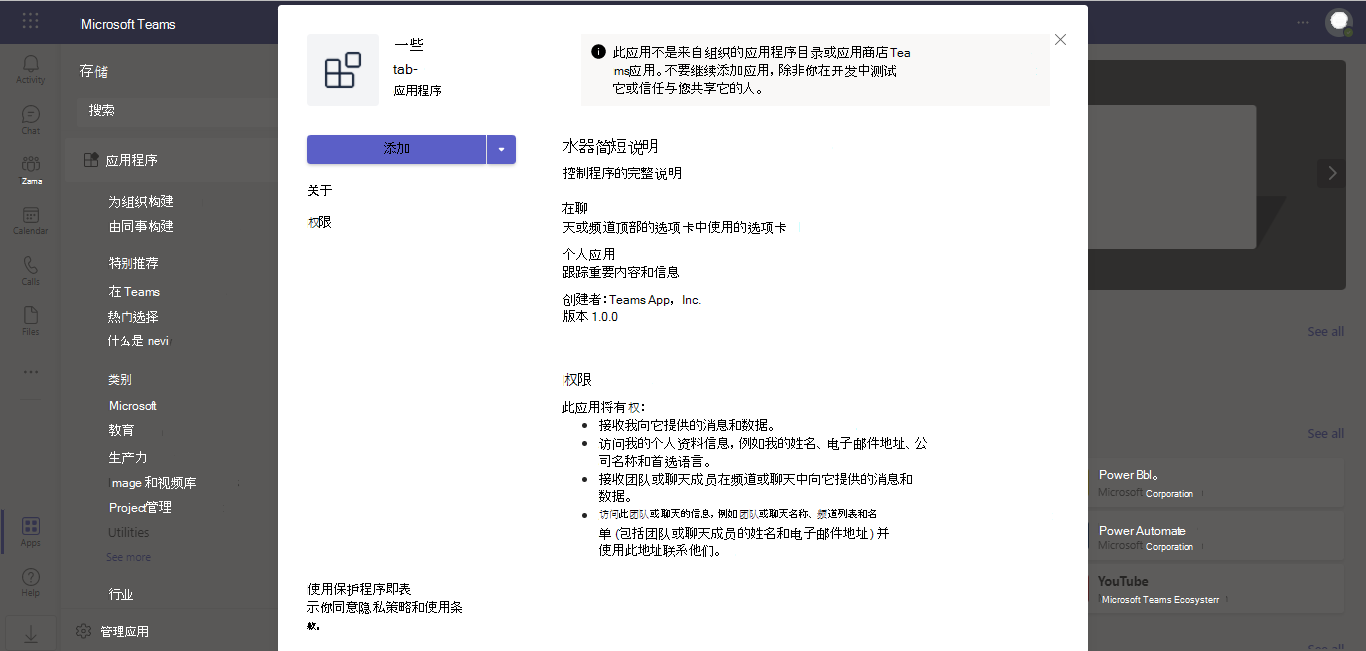 Microsoft Teams
Activity
Chat
Zama
Calendar
Calls
Files
Apps
Help
存储
搜索
应用程序
为组织构建
由同事构建
特别推荐
在 Teams
热门选择
什么是 nevi
类别
Microsoft
教育
生产力
Image 和视频库
Project管理
Utilities
See more
行业
管理应用
一些
tab-
应用程序
此应用不是来自组织的应用程序目录或应用商店Tea
ms应用。不要继续添加应用，除非你在开发中测试
它或信任与您共享它的人。
添加
关于
权限
水器简短说明
控制程序的完整说明
在聊
天或频道顶部的选项卡中使用的选项卡
个人应用
跟踪重要内容和信息
创建者：Teams App，Inc.
版本 1.0.0
权限
此应用将有权：
• 接收我向它提供的消息和数据。
• 访问我的个人资料信息，例如我的姓名、电子邮件地址、公
司名称和首选语言。
• 接收团队或聊天成员在频道或聊天中向它提供的消息和
数据。
• 访问此团队或聊天的信息，例如团队或聊天名称、频道列表和名
单 (包括团队或聊天成员的姓名和电子邮件地址) 并
使用此地址联系他们。
使用保护程序即表
示你同意隐私策略和使用条
款。
See all
See all
Power Bbl。
Microsoft Corporation
Power Automate
Microsoft Corporation
YouTube
Microsoft Teams Ecosysterr
See all